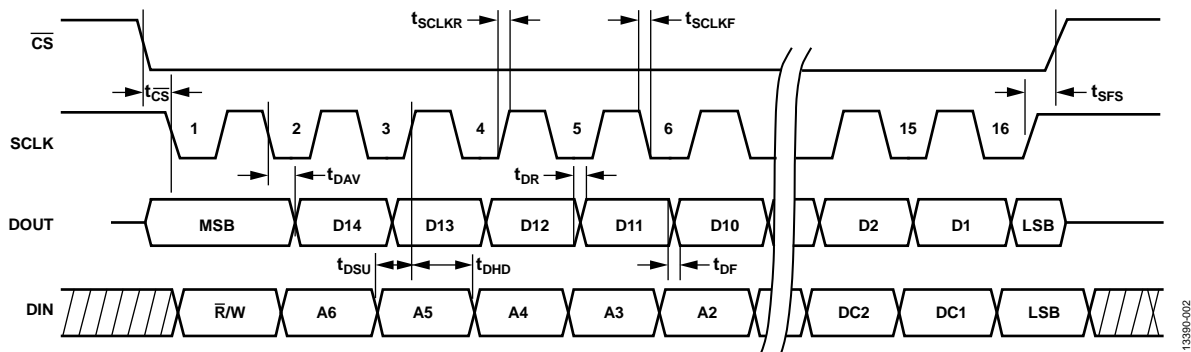 tSCLKR tSCLKF
CS
tCS tSFS
SCLK 1 2 3 4 5 6 15 16
tDAV tDR
DOUT MSB D14 D13 D12 D11 D10 D2 D1 LSB
tDSU tDHD tDF
DIN R/W A6 A5 A4 A3 A2 DC2 DC1 LSB
13390-002